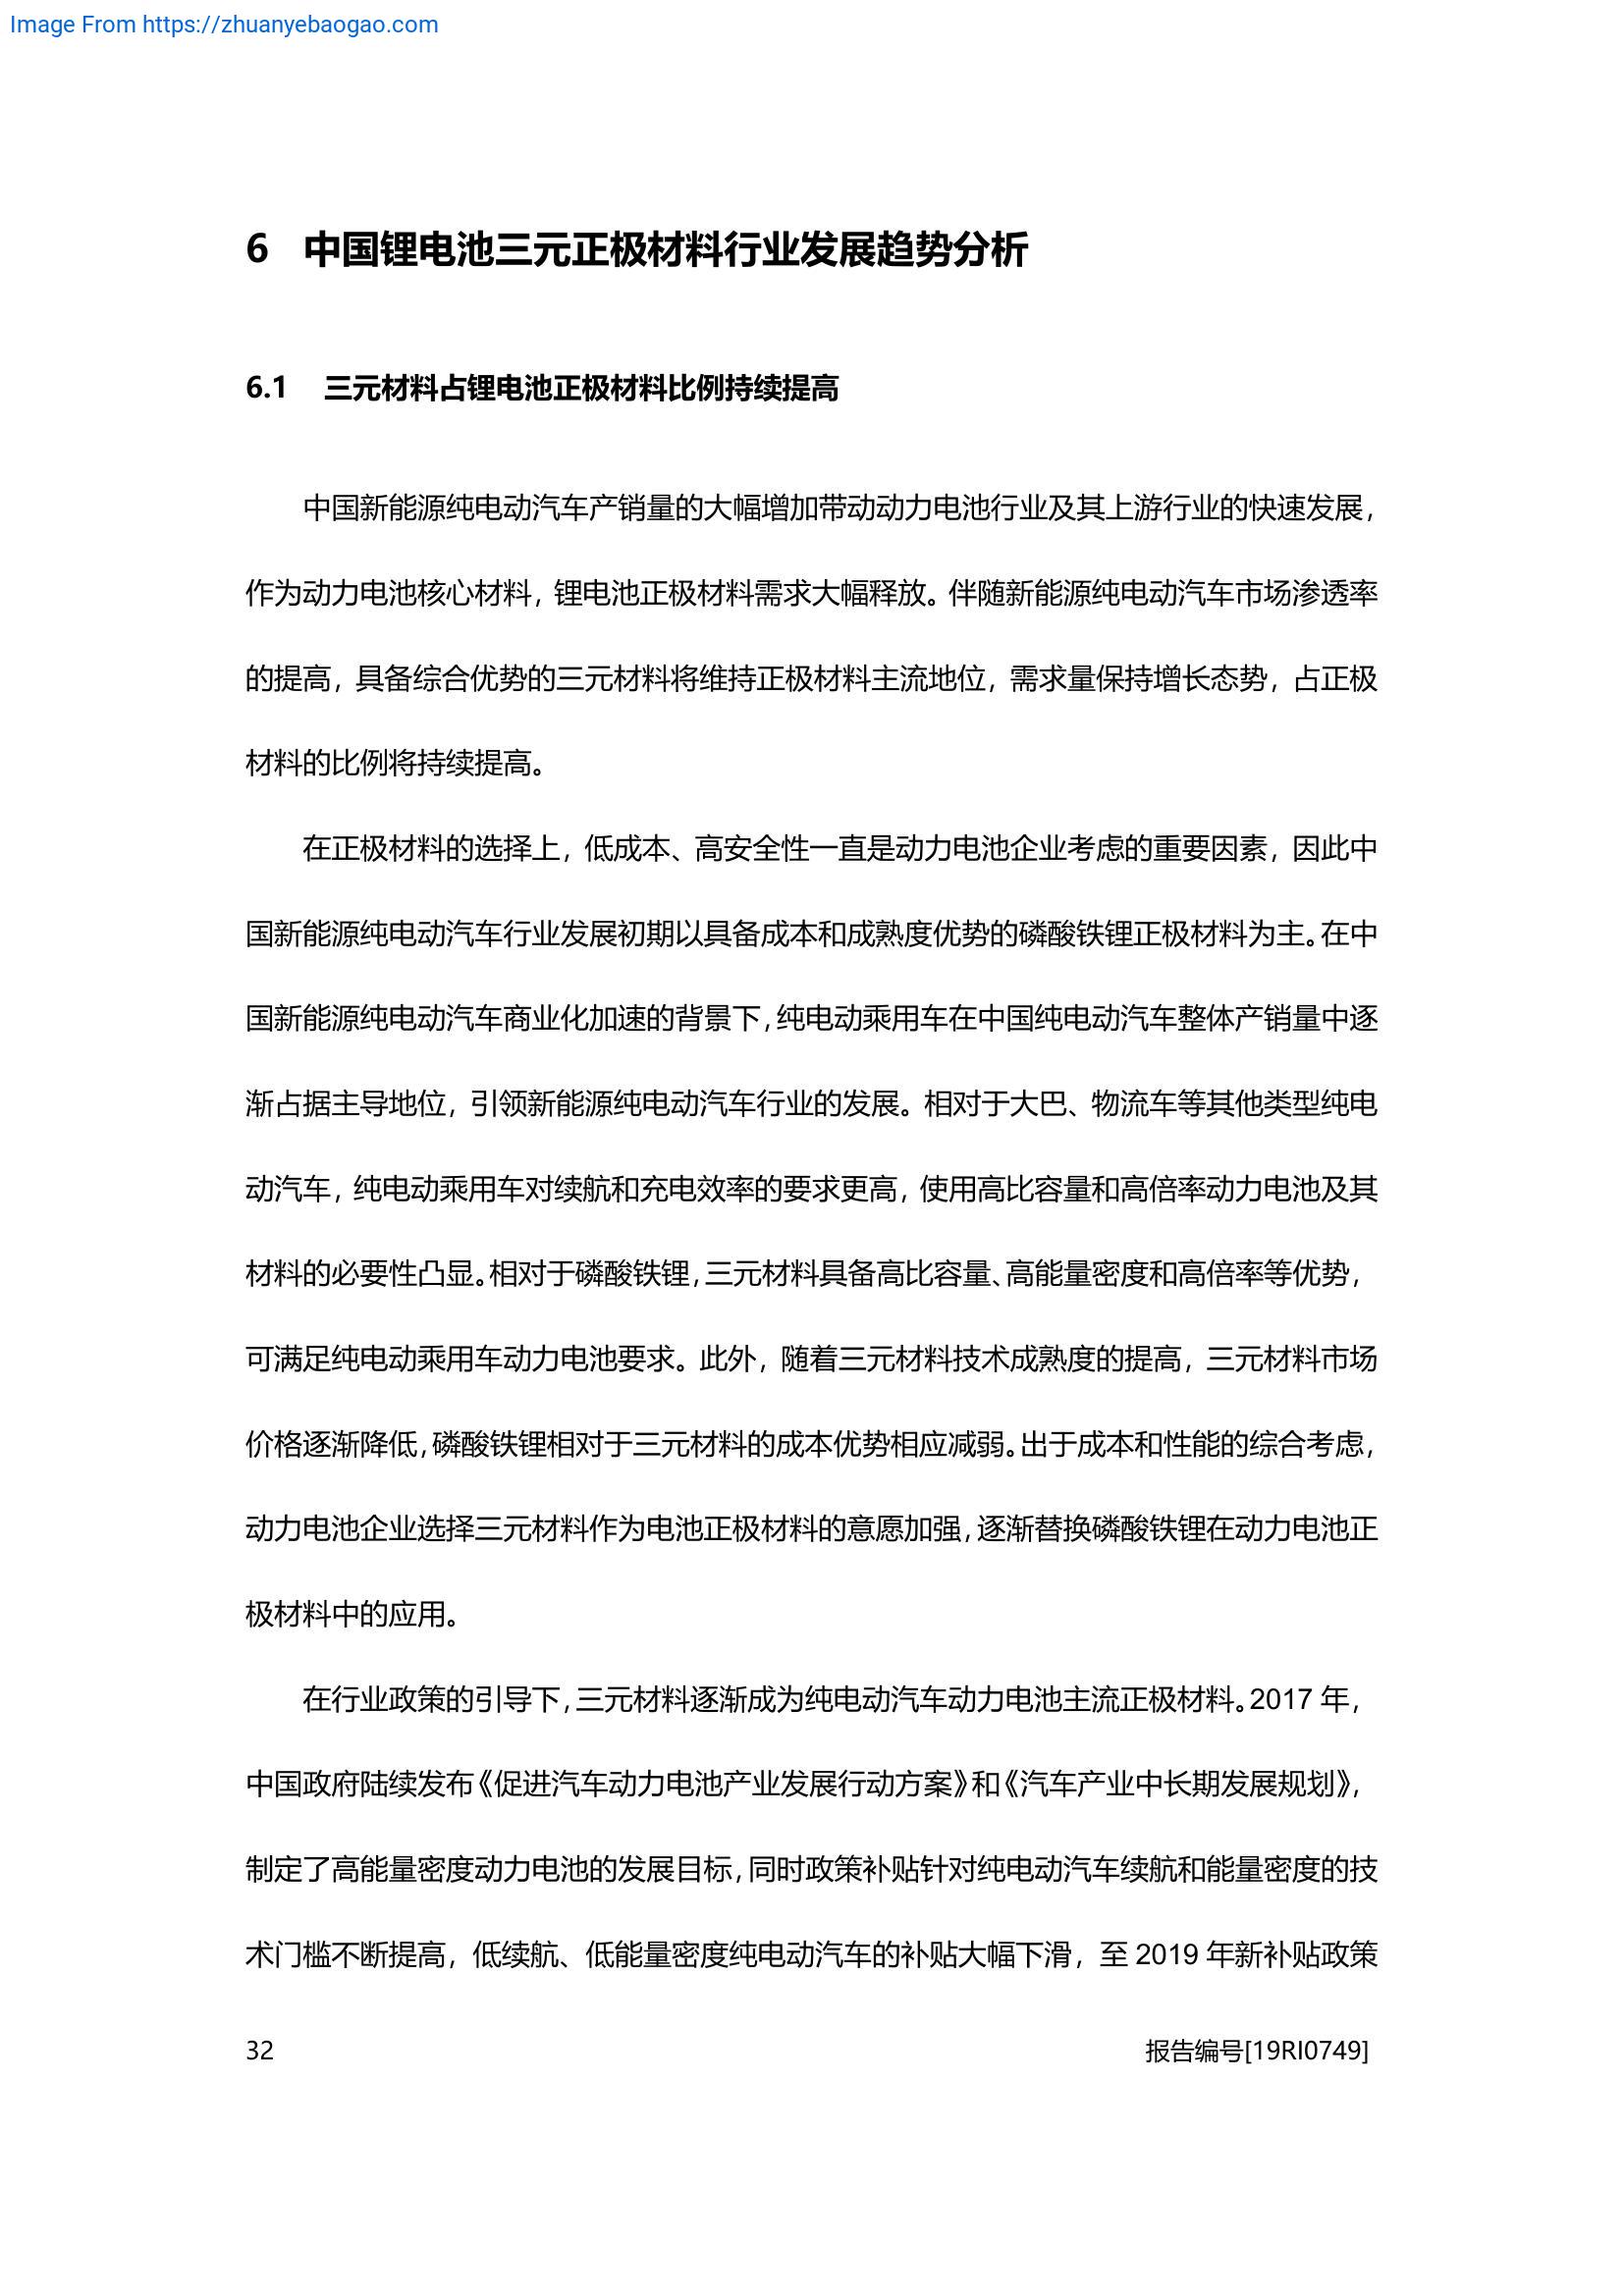 Image From https://zhuanyebaogao.com
6 中国锂电池三元正极材料行业发展趋势分析
6.1 三元材料占锂电池正极材料比例持续提高
中国新能源纯电动汽车产销量的大幅增加带动动力电池行业及其上游行业的快速发展，
作为动力电池核心材料，锂电池正极材料需求大幅释放。伴随新能源纯电动汽车市场渗透率
的提高，具备综合优势的三元材料将维持正极材料主流地位，需求量保持增长态势，占正极
材料的比例将持续提高。
在正极材料的选择上，低成本、高安全性一直是动力电池企业考虑的重要因素，因此中
国新能源纯电动汽车行业发展初期以具备成本和成熟度优势的磷酸铁锂正极材料为主。在中
国新能源纯电动汽车商业化加速的背景下，纯电动乘用车在中国纯电动汽车整体产销量中逐
渐占据主导地位，引领新能源纯电动汽车行业的发展。相对于大巴、物流车等其他类型纯电
动汽车，纯电动乘用车对续航和充电效率的要求更高，使用高比容量和高倍率动力电池及其
材料的必要性凸显。相对于磷酸铁锂，三元材料具备高比容量、高能量密度和高倍率等优势，
可满足纯电动乘用车动力电池要求。此外，随着三元材料技术成熟度的提高，三元材料市场
价格逐渐降低，磷酸铁锂相对于三元材料的成本优势相应减弱。出于成本和性能的综合考虑，
动力电池企业选择三元材料作为电池正极材料的意愿加强，逐渐替换磷酸铁锂在动力电池正
极材料中的应用。
在行业政策的引导下，三元材料逐渐成为纯电动汽车动力电池主流正极材料。2017 年，
中国政府陆续发布《促进汽车动力电池产业发展行动方案》和《汽车产业中长期发展规划》，
制定了高能量密度动力电池的发展目标，同时政策补贴针对纯电动汽车续航和能量密度的技
术门槛不断提高，低续航、低能量密度纯电动汽车的补贴大幅下滑，至 2019 年新补贴政策
32 报告编号[19RI0749]